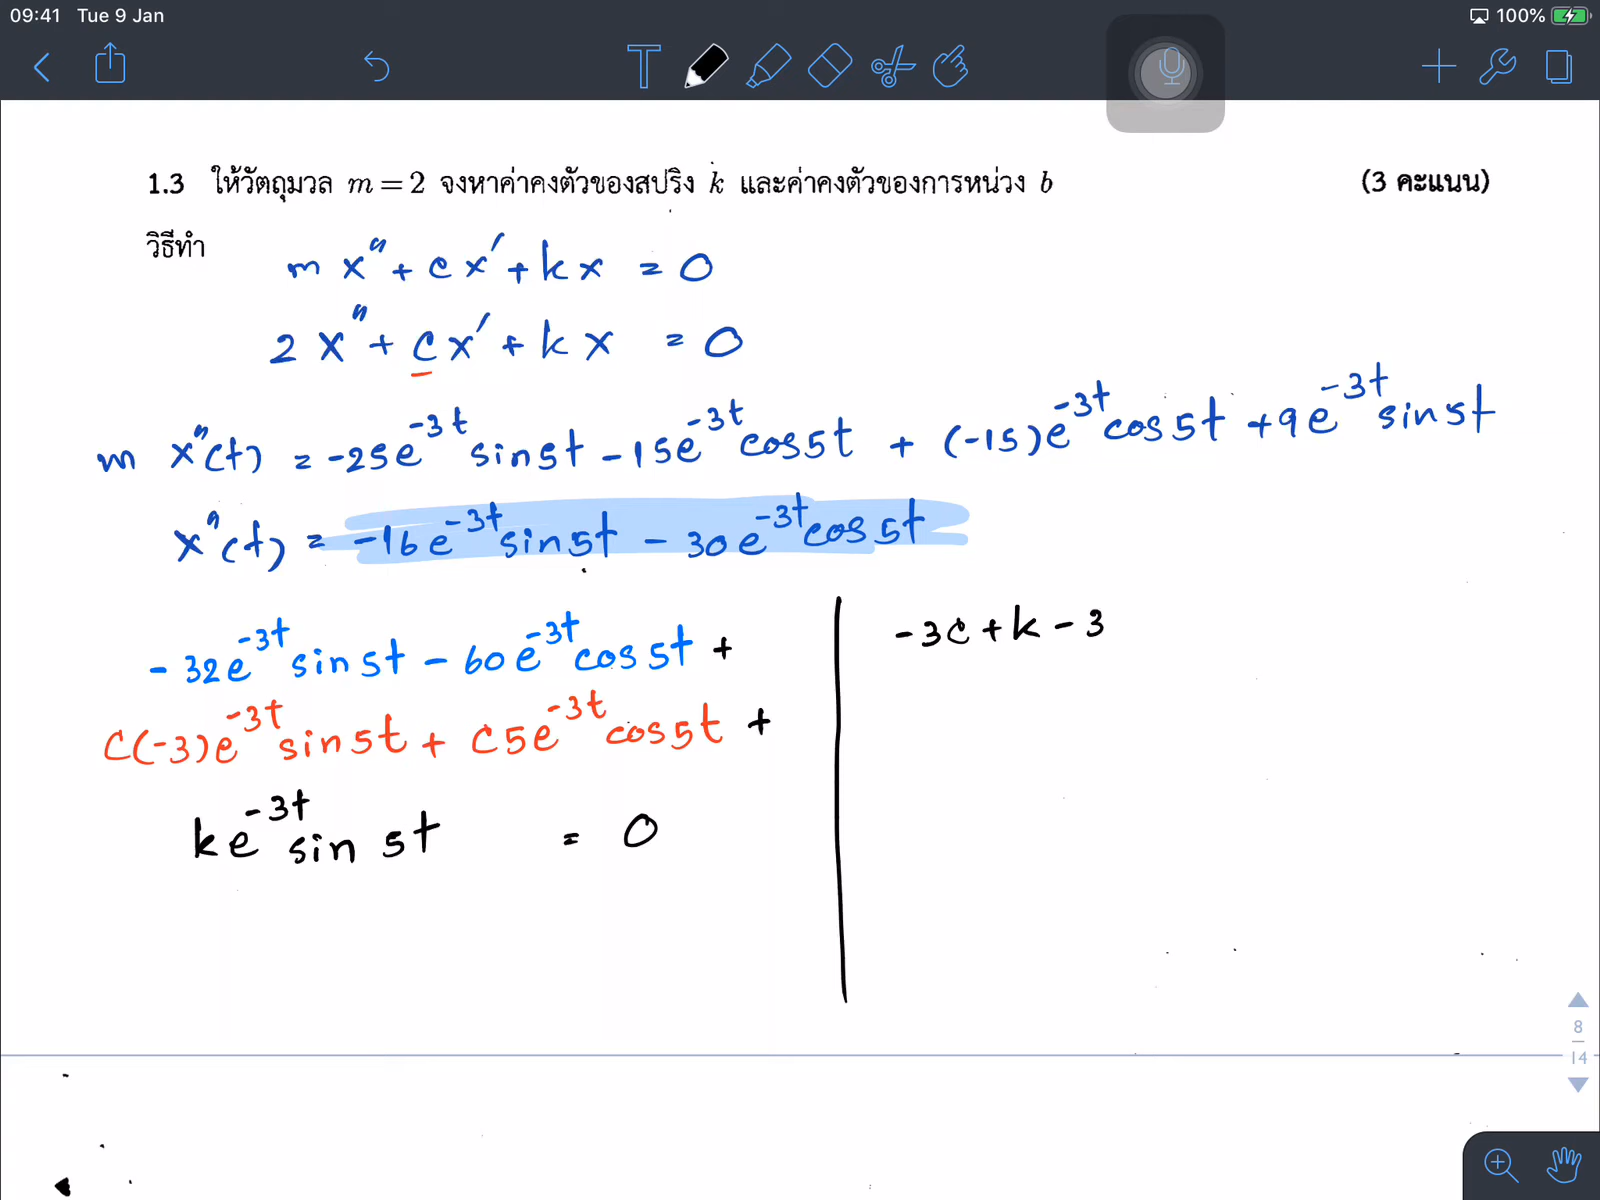 09:41 Tue 9 Jan
100%
T
1.3 ให้วัตถุมวล m = 2 จงหาค่าคงตัวของสปริง k และค่าคงตัวของการหน่วง b (3 คะแนน)
วิธีทำ
m x" + c x' + k x = 0
2 x" + c x' + k x = 0
m x"(t) = -25e^{-3t} sin5t - 15e^{-3t} cos5t + (-15)e^{-3t} cos5t + 9e^{-3t} sin5t
x"(t) = -16e^{-3t} sin5t - 30e^{-3t} cos5t
-32e^{-3t} sin5t - 60e^{-3t} cos5t +
C(-3)e^{-3t} sin5t + C5e^{-3t} cos5t +
ke^{-3t} sin 5t = 0
-3c + k - 3
8
14